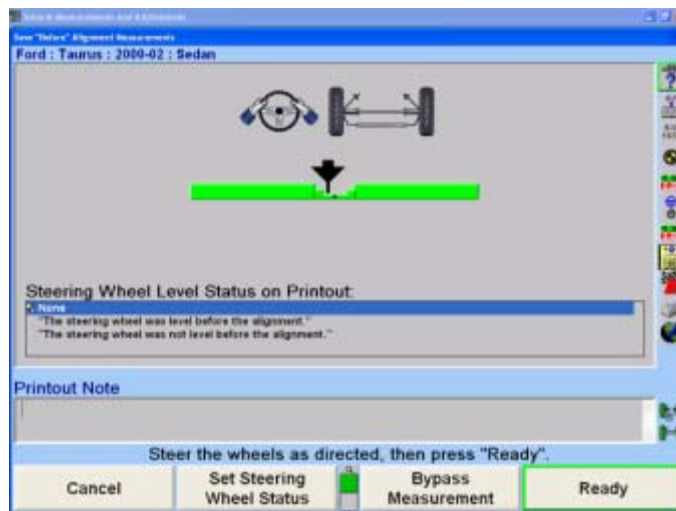 Save "Before" Alignment Measurements
Ford : Taurus : 2000-02 : Sedan
Steering Wheel Level Status on Printout:
None
"The steering wheel was level before the alignment."
"The steering wheel was not level before the alignment."
Printout Note
Steer the wheels as directed, then press "Ready".
Cancel
Set Steering
Wheel Status
Bypass
Measurement
Ready